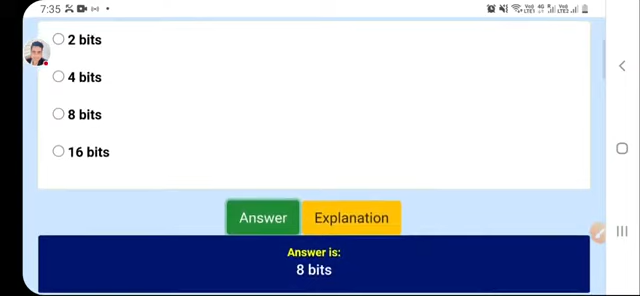 7:35
2 bits
4 bits
8 bits
16 bits
Answer Explanation
Answer is:
8 bits